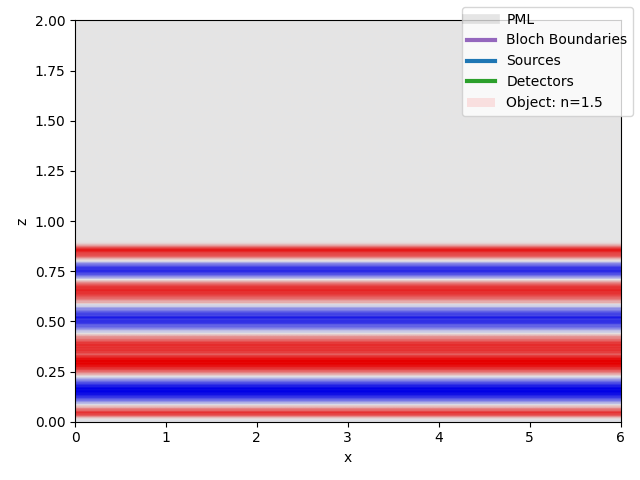 2.00
1.75
1.50
1.25
1.00
0.75
0.50
0.25
0.00
z
0 1 2 3 4 5 6
x
PML
Bloch Boundaries
Sources
Detectors
Object: n=1.5